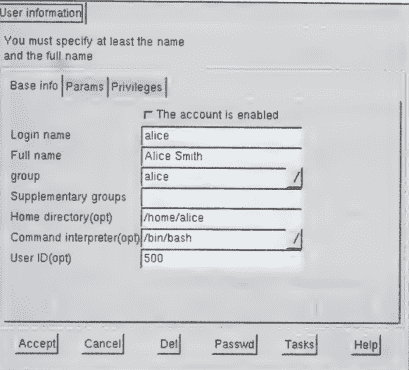 User information
You must specify at least the name
and the full name
Base info Params Privileges
The account is enabled
Login name alice
Full name Alice Smith
group alice
Supplementary groups
Home directory(opt) /home/alice
Command interpreter(opt) /bin/bash
User ID(opt) 500
Accept Cancel Del Passwd Tasks Help